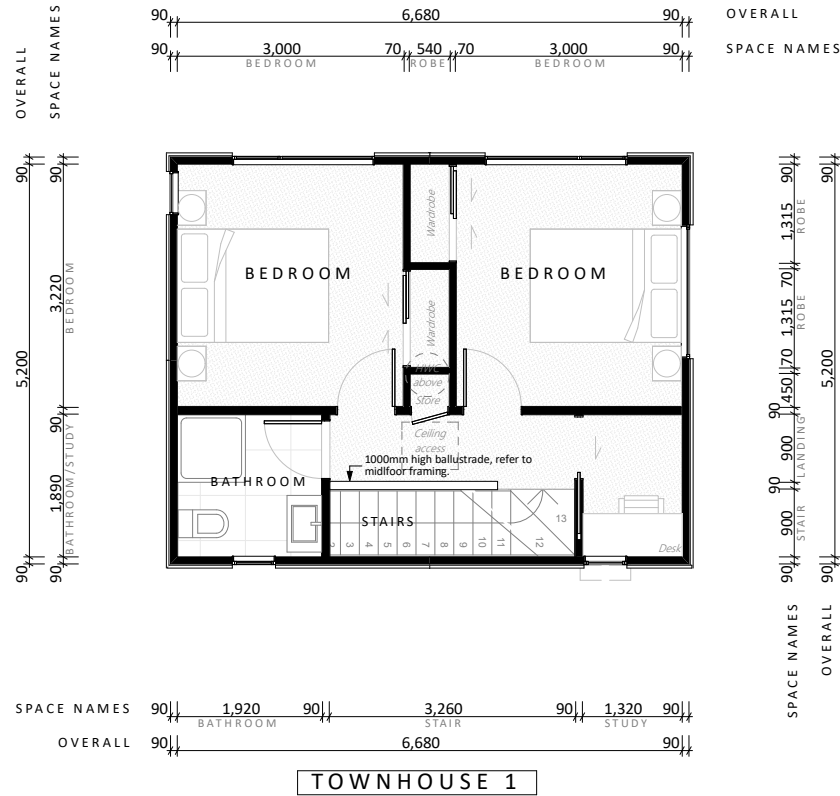 90 6,680 90 OVERALL
90 3,000 70 540 70 3,000 90 SPACE NAMES
BEDROOM ROBE BEDROOM
OVERALL
SPACE NAMES
90 5,200 90
90 3,220 90 1,890 90
BEDROOM BATHROOM/STUDY
BEDROOM
BEDROOM
Wardrobe
Wardrobe
HWC
above
Store
Ceiling
access
1000mm high ballustrade, refer to
midlfoor framing.
BATHROOM
STAIRS
2 3 4 5 6 7 8 9 10 11 12 13
Desk
90 1,315 70 1,315 70 450 90 900 90 900 90
ROBE ROBE LANDING STAIR
90 5,200 90
SPACE NAMES
OVERALL
SPACE NAMES 90 1,920 90 3,260 90 1,320 90
BATHROOM STAIR STUDY
OVERALL 90 6,680 90
TOWNHOUSE 1